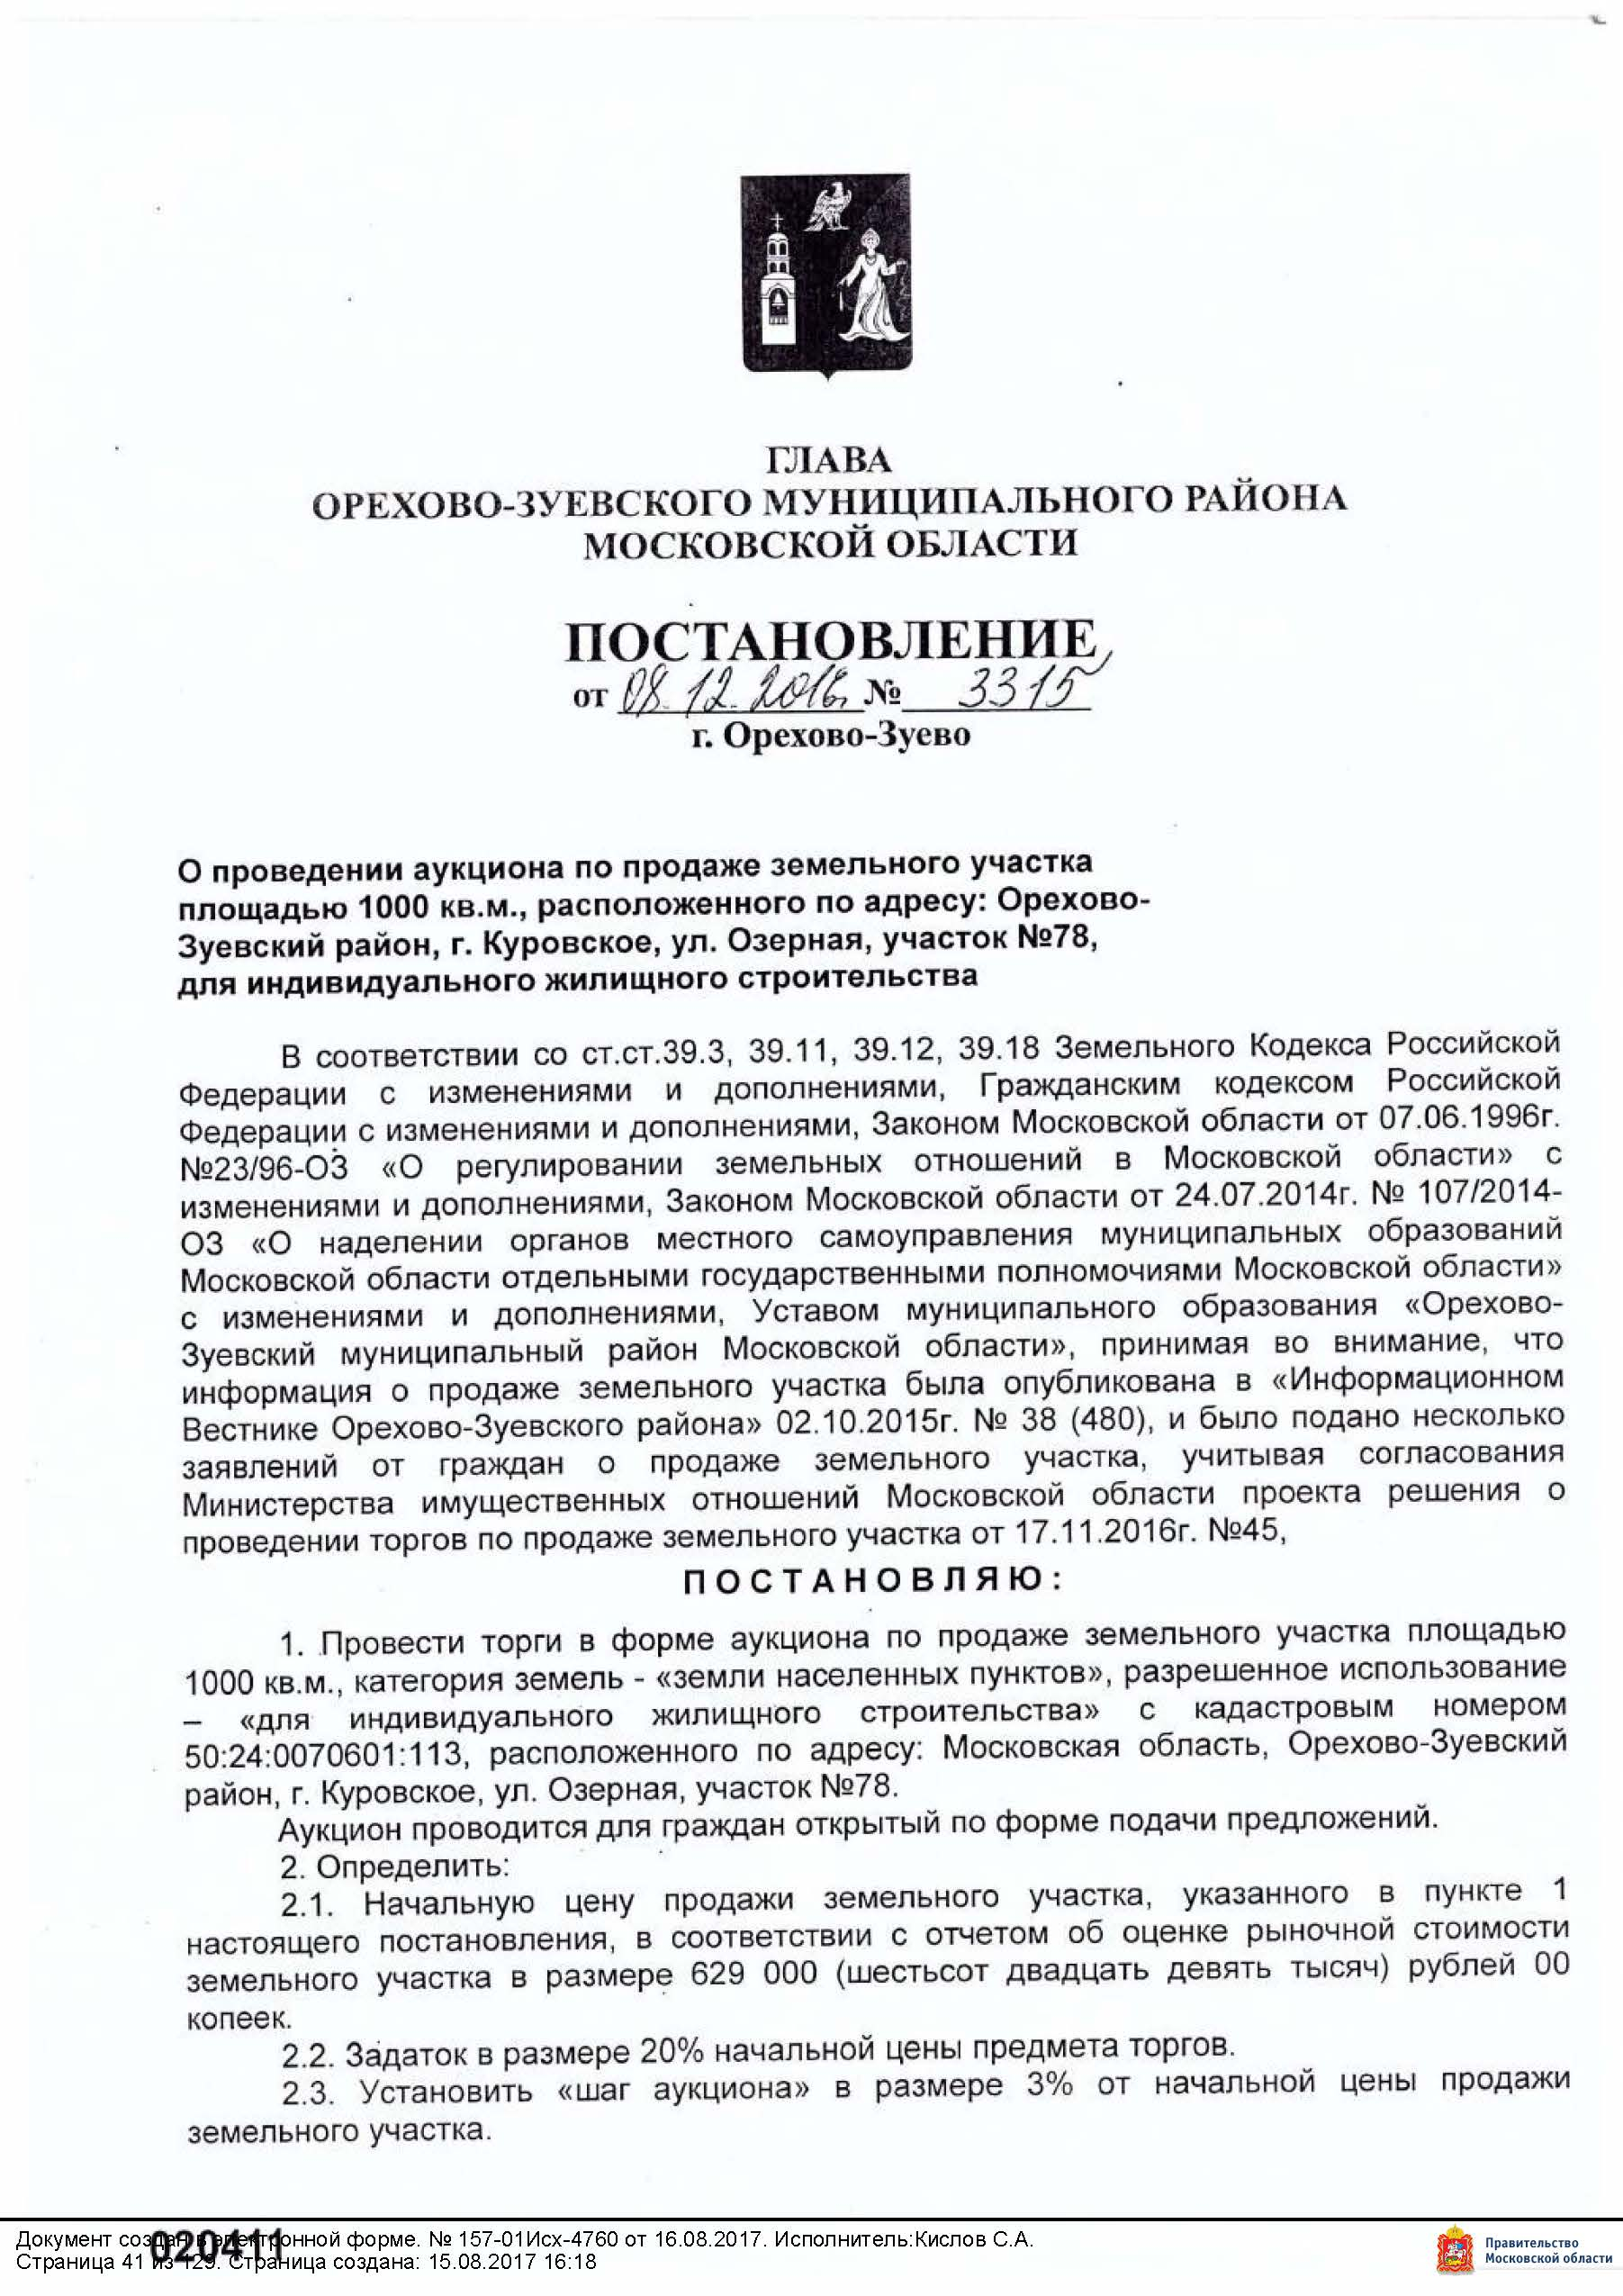 ГЛАВА
ОРЕХОВО-ЗУЕВСКОГО МУНИЦИПАЛЬНОГО РАЙОНА
МОСКОВСКОЙ ОБЛАСТИ
ПОСТАНОВЛЕНИЕ
от 08.12.2016г. № 3315
г. Орехово-Зуево
О проведении аукциона по продаже земельного участка
площадью 1000 кв.м., расположенного по адресу: Орехово-
Зуевский район, г. Куровское, ул. Озерная, участок №78,
для индивидуального жилищного строительства
В соответствии со ст.ст.39.3, 39.11, 39.12, 39.18 Земельного Кодекса Российской
Федерации с изменениями и дополнениями, Гражданским кодексом Российской
Федерации с изменениями и дополнениями, Законом Московской области от 07.06.1996г.
№23/96-ОЗ «О регулировании земельных отношений в Московской области» с
изменениями и дополнениями, Законом Московской области от 24.07.2014г. № 107/2014-
ОЗ «О наделении органов местного самоуправления муниципальных образований
Московской области отдельными государственными полномочиями Московской области»
с изменениями и дополнениями, Уставом муниципального образования «Орехово-
Зуевский муниципальный район Московской области», принимая во внимание, что
информация о продаже земельного участка была опубликована в «Информационном
Вестнике Орехово-Зуевского района» 02.10.2015г. № 38 (480), и было подано несколько
заявлений от граждан о продаже земельного участка, учитывая согласования
Министерства имущественных отношений Московской области проекта решения о
проведении торгов по продаже земельного участка от 17.11.2016г. №45,
П О С Т А Н О В Л Я Ю :
1. Провести торги в форме аукциона по продаже земельного участка площадью
1000 кв.м., категория земель - «земли населенных пунктов», разрешенное использование
– «для индивидуального жилищного строительства» с кадастровым номером
50:24:0070601:113, расположенного по адресу: Московская область, Орехово-Зуевский
район, г. Куровское, ул. Озерная, участок №78.
Аукцион проводится для граждан открытый по форме подачи предложений.
2. Определить:
2.1. Начальную цену продажи земельного участка, указанного в пункте 1
настоящего постановления, в соответствии с отчетом об оценке рыночной стоимости
земельного участка в размере 629 000 (шестьсот двадцать девять тысяч) рублей 00
копеек.
2.2. Задаток в размере 20% начальной цены предмета торгов.
2.3. Установить «шаг аукциона» в размере 3% от начальной цены продажи
земельного участка.
Документ создан в электронной форме. № 157-01Исх-4760 от 16.08.2017. Исполнитель:Кислов С.А.
020411
Страница 41 из 129. Страница создана: 15.08.2017 16:18
Правительство
Московской области